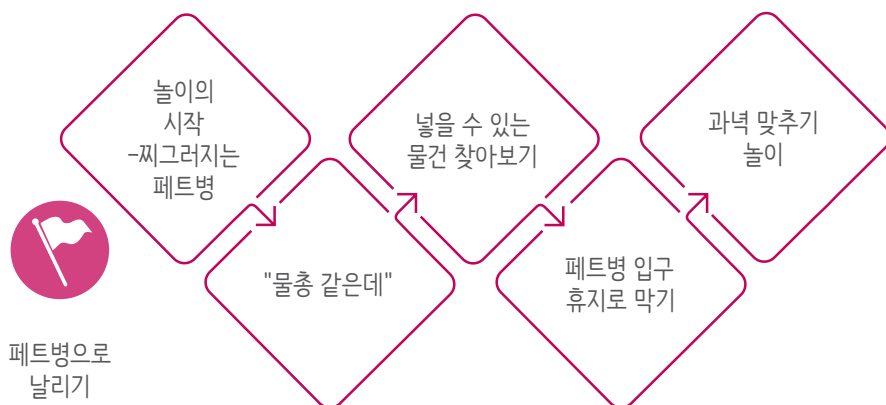 놀이의
시작
-찌그러지는
페트병
"물총 같은데"
넣을 수 있는
물건 찾아보기
페트병 입구
휴지로 막기
과녁 맞추기
놀이
페트병으로
날리기